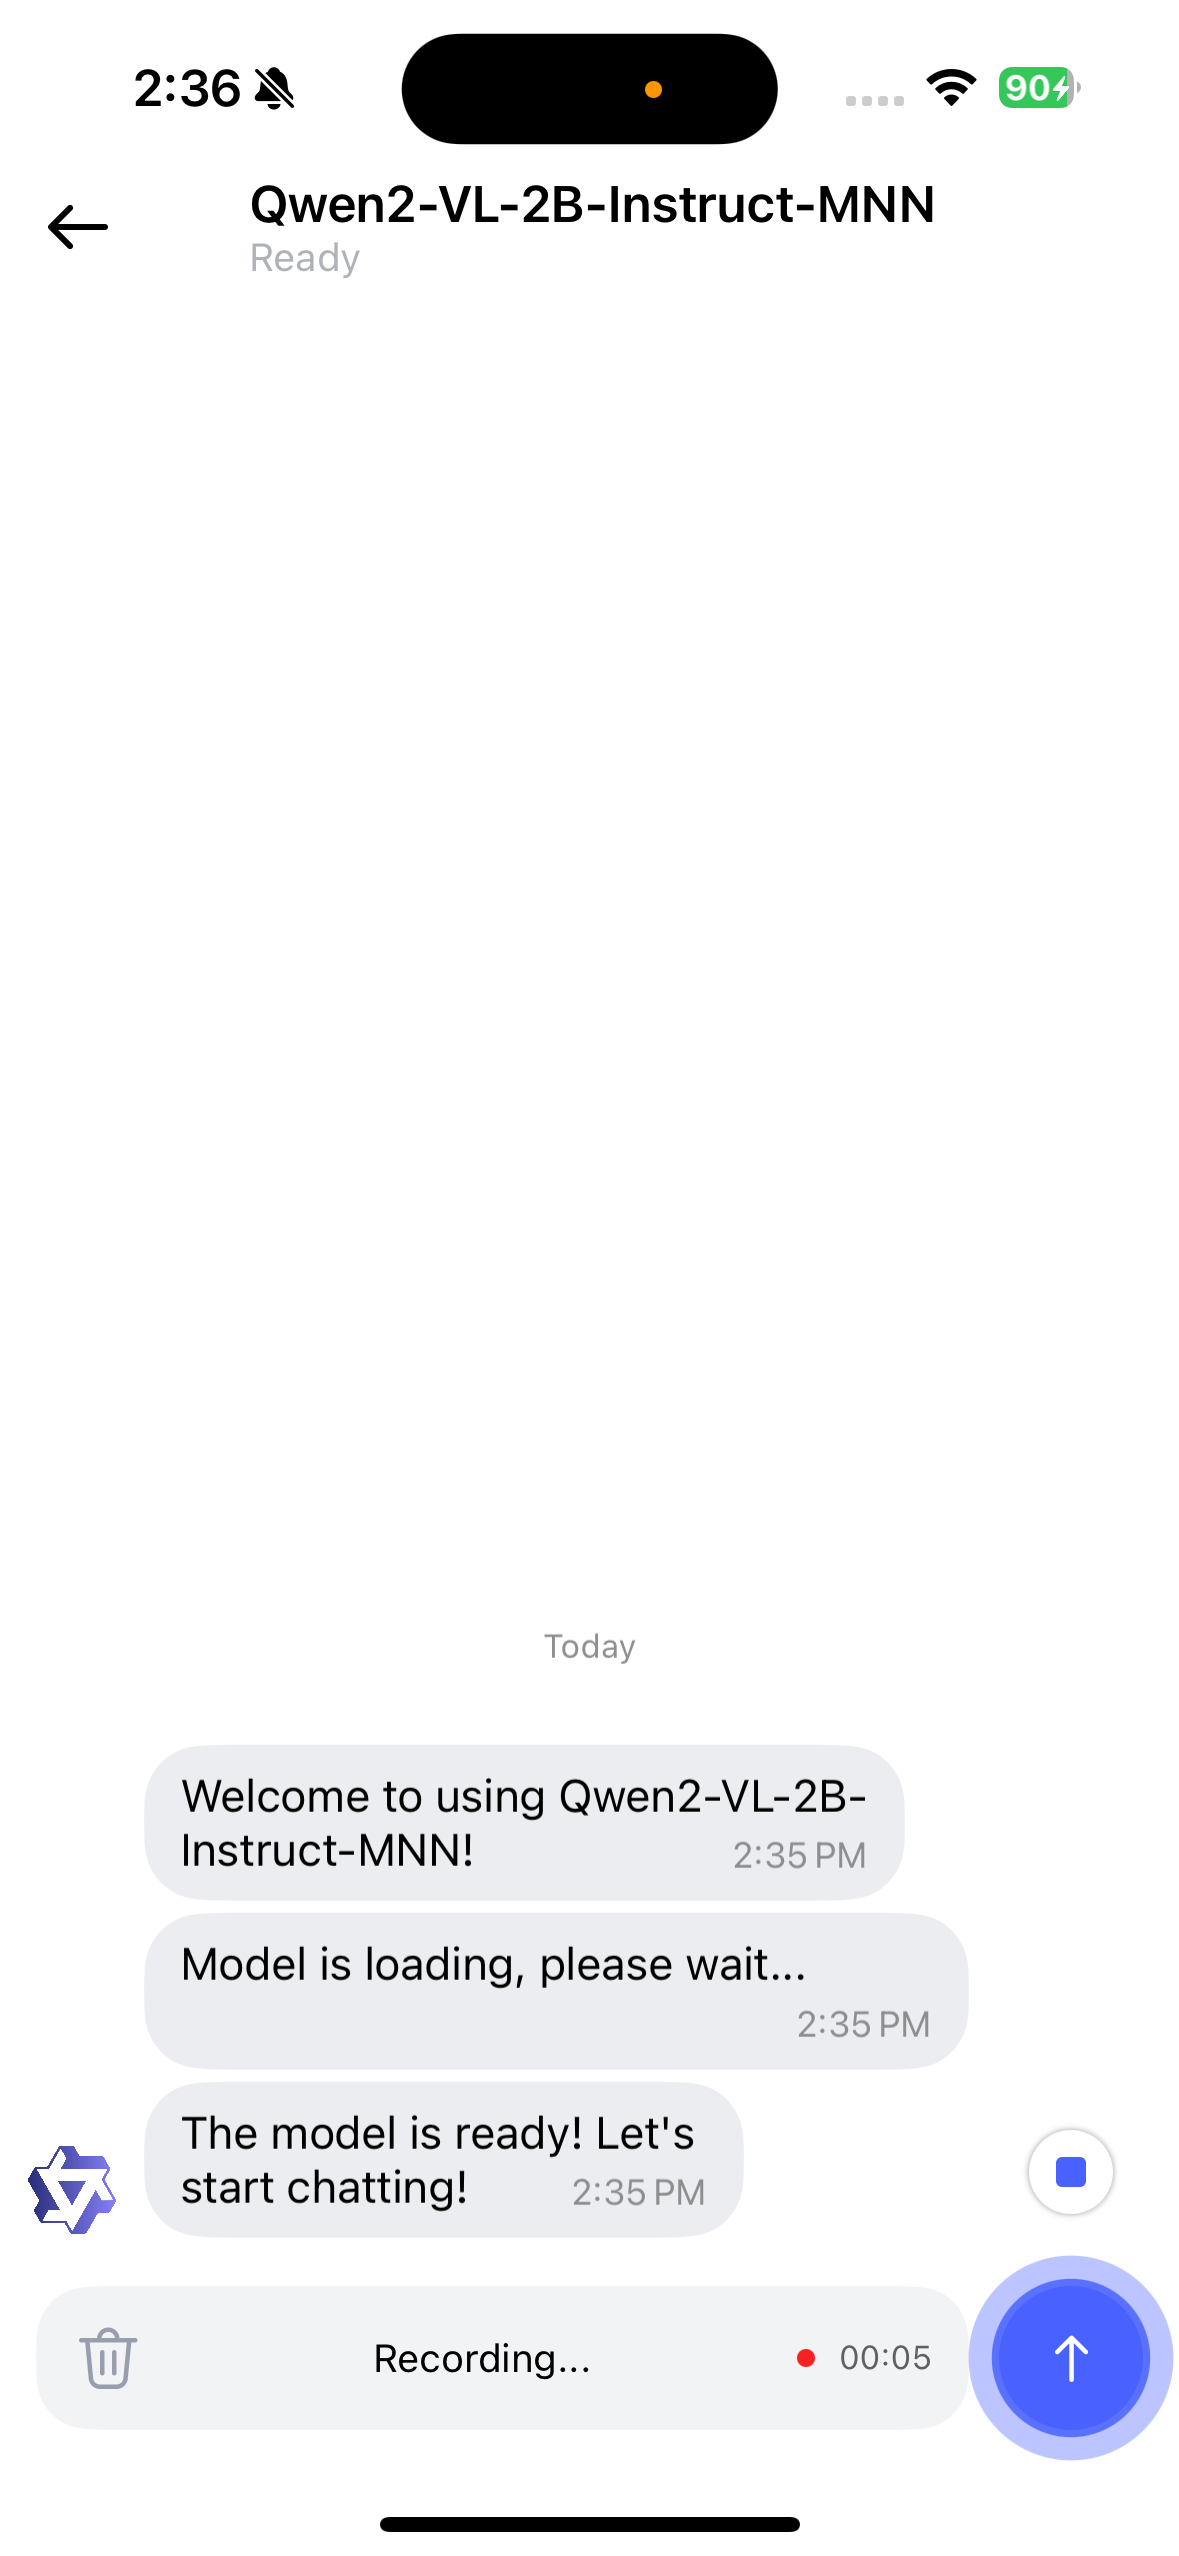 2:36
90
Qwen2-VL-2B-Instruct-MNN
Ready
Today
Welcome to using Qwen2-VL-2B-
Instruct-MNN!
2:35 PM
Model is loading, please wait...
2:35 PM
The model is ready! Let's
start chatting!
2:35 PM
Recording...
00:05